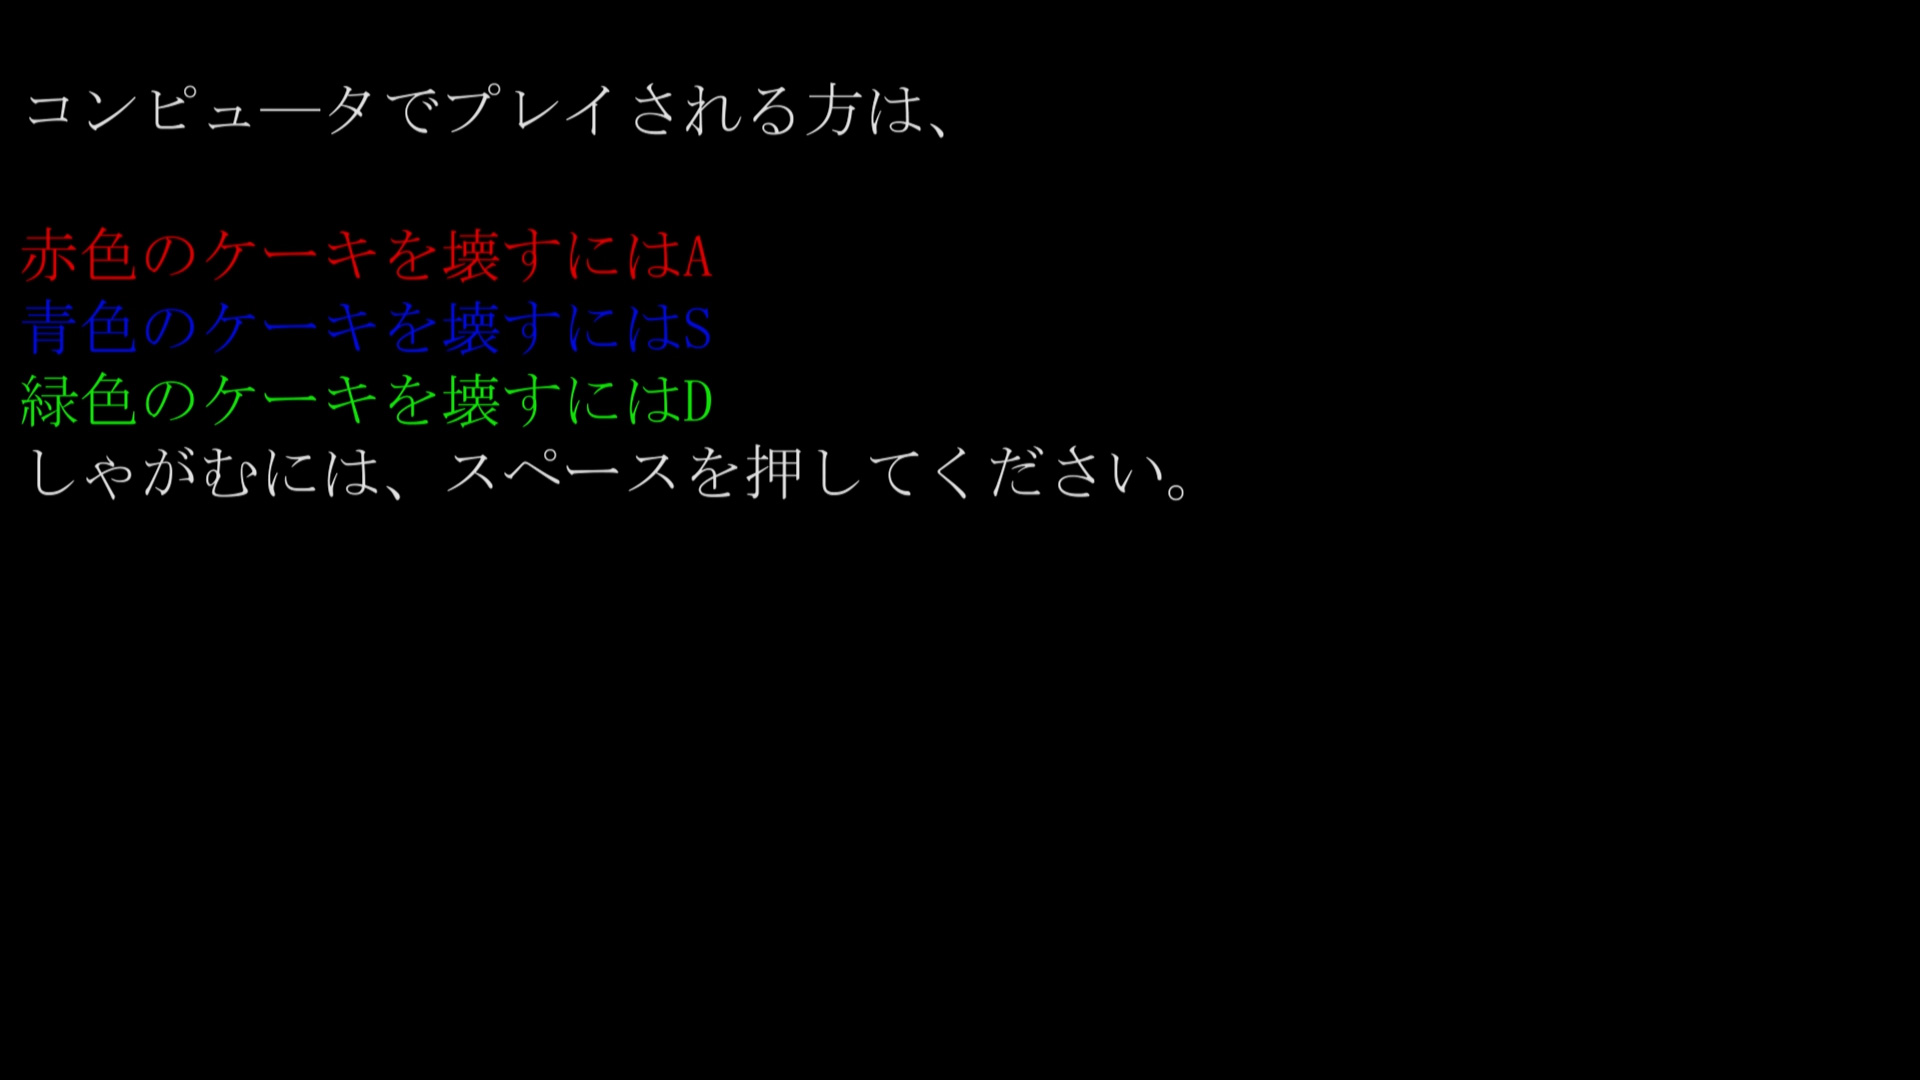 コンピュ―タでプレイされる方は、
赤色のケーキを壊すにはA
青色のケーキを壊すにはS
緑色のケーキを壊すにはD
しゃがむには、スペースを押してください。